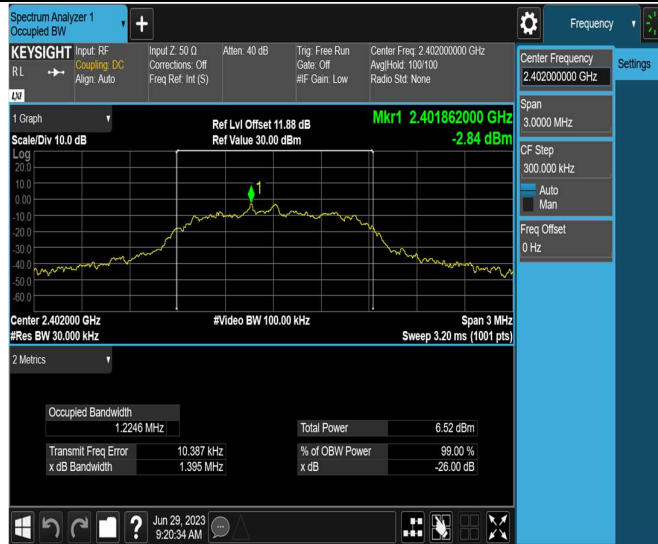 Spectrum Analyzer 1
Occupied BW
Frequency
KEYSIGHT
R L
LXI
Input: RF
Coupling: DC
Align: Auto
Input Z: 50 Ω
Corrections: Off
Freq Ref: Int (S)
Atten: 40 dB
Trig: Free Run
Gate: Off
#IF Gain: Low
Center Freq: 2.402000000 GHz
Avg|Hold: 100/100
Radio Std: None
Center Frequency
2.402000000 GHz
Settings
Span
3.0000 MHz
CF Step
300.000 kHz
Auto
Man
Freq Offset
0 Hz
1 Graph
Scale/Div 10.0 dB
Ref Lvl Offset 11.88 dB
Ref Value 30.00 dBm
Mkr1 2.401862000 GHz
-2.84 dBm
Log
20.0
10.0
0.00
-10.0
-20.0
-30.0
-40.0
-50.0
-60.0
1
Center 2.402000 GHz
#Video BW 100.00 kHz
Span 3 MHz
#Res BW 30.000 kHz
Sweep 3.20 ms (1001 pts)
2 Metrics
Occupied Bandwidth
1.2246 MHz
Total Power 6.52 dBm
Transmit Freq Error 10.387 kHz
% of OBW Power 99.00 %
x dB Bandwidth 1.395 MHz
x dB -26.00 dB
?
Jun 29, 2023
9:20:34 AM